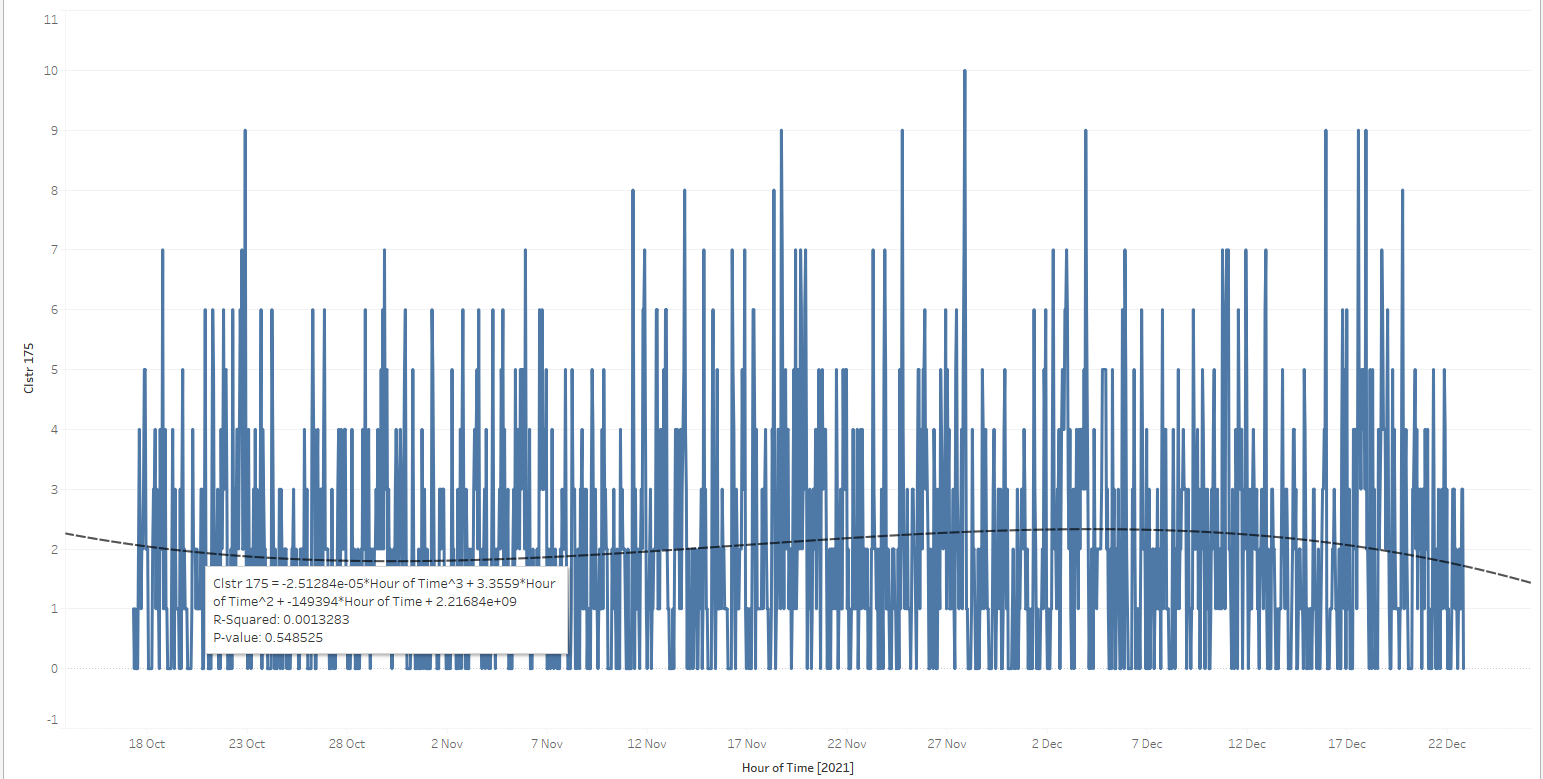 11
10
9
8
7
6
5
4
3
2
1
0
-1
Clstr 175
Clstr 175 = -2.51284e-05*Hour of Time^3 + 3.3559*Hour
of Time^2 + -149394*Hour of Time + 2.21684e+09
R-Squared: 0.0013283
P-value: 0.548525
18 Oct 23 Oct 28 Oct 2 Nov 7 Nov 12 Nov 17 Nov 22 Nov 27 Nov 2 Dec 7 Dec 12 Dec 17 Dec 22 Dec
Hour of Time [2021]